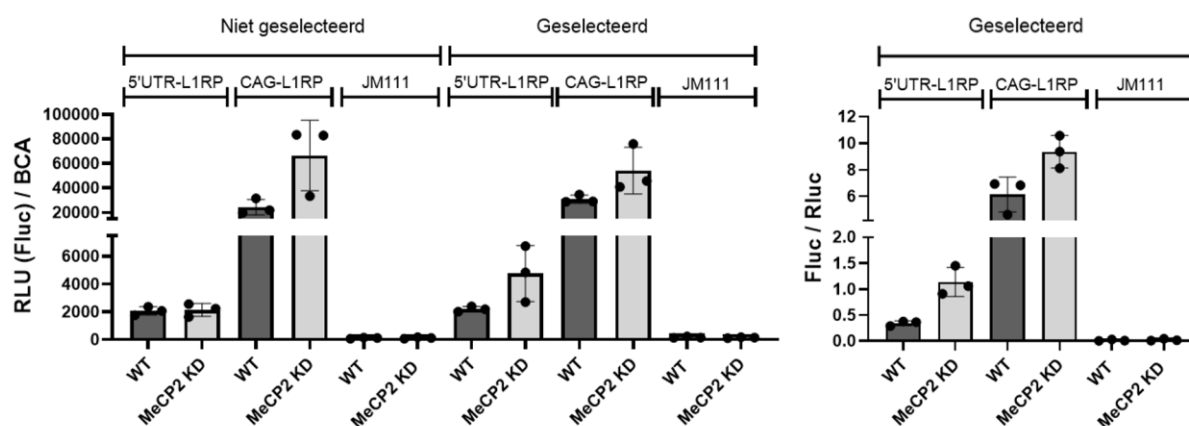 Niet geselecteerd Geselecteerd
5'UTR-L1RP CAG-L1RP JM111 5'UTR-L1RP CAG-L1RP JM111
RLU (Fluc) / BCA
100000
80000
60000
40000
20000
6000
4000
2000
0
WT MeCP2 KD WT MeCP2 KD WT MeCP2 KD WT MeCP2 KD WT MeCP2 KD WT MeCP2 KD
Geselecteerd
5'UTR-L1RP CAG-L1RP JM111
Fluc / Rluc
12
10
8
6
2.0
1.5
1.0
0.5
0.0
WT MeCP2 KD WT MeCP2 KD WT MeCP2 KD